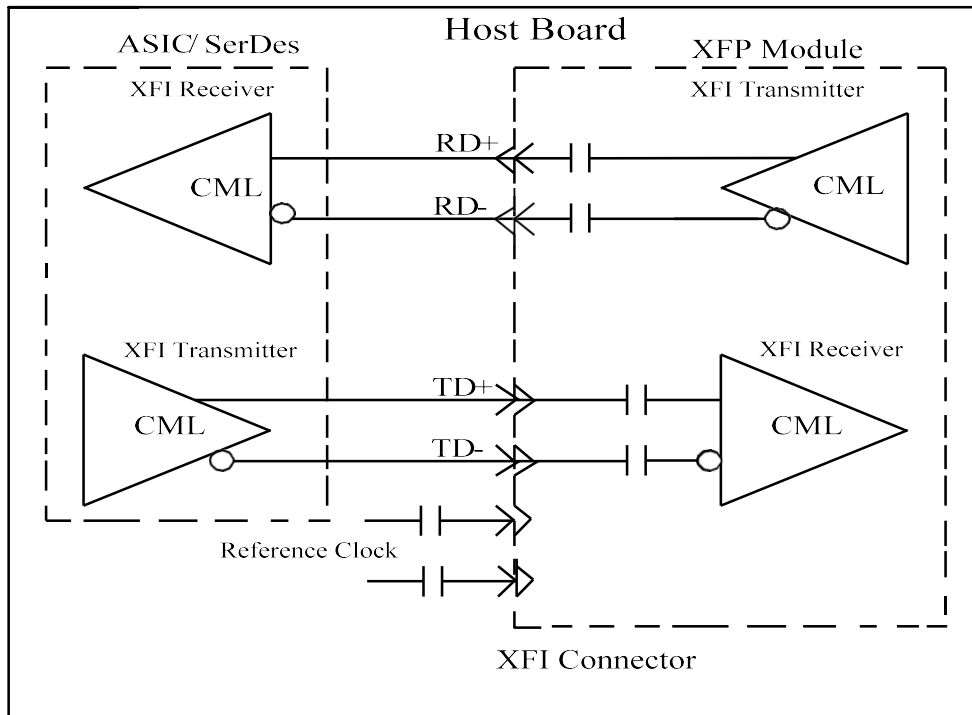 Host Board
ASIC/ SerDes
XFP Module
XFI Receiver
XFI Transmitter
RD+
CML
CML
RD-
XFI Transmitter
XFI Receiver
TD+
CML
CML
TD-
Reference Clock
XFI Connector